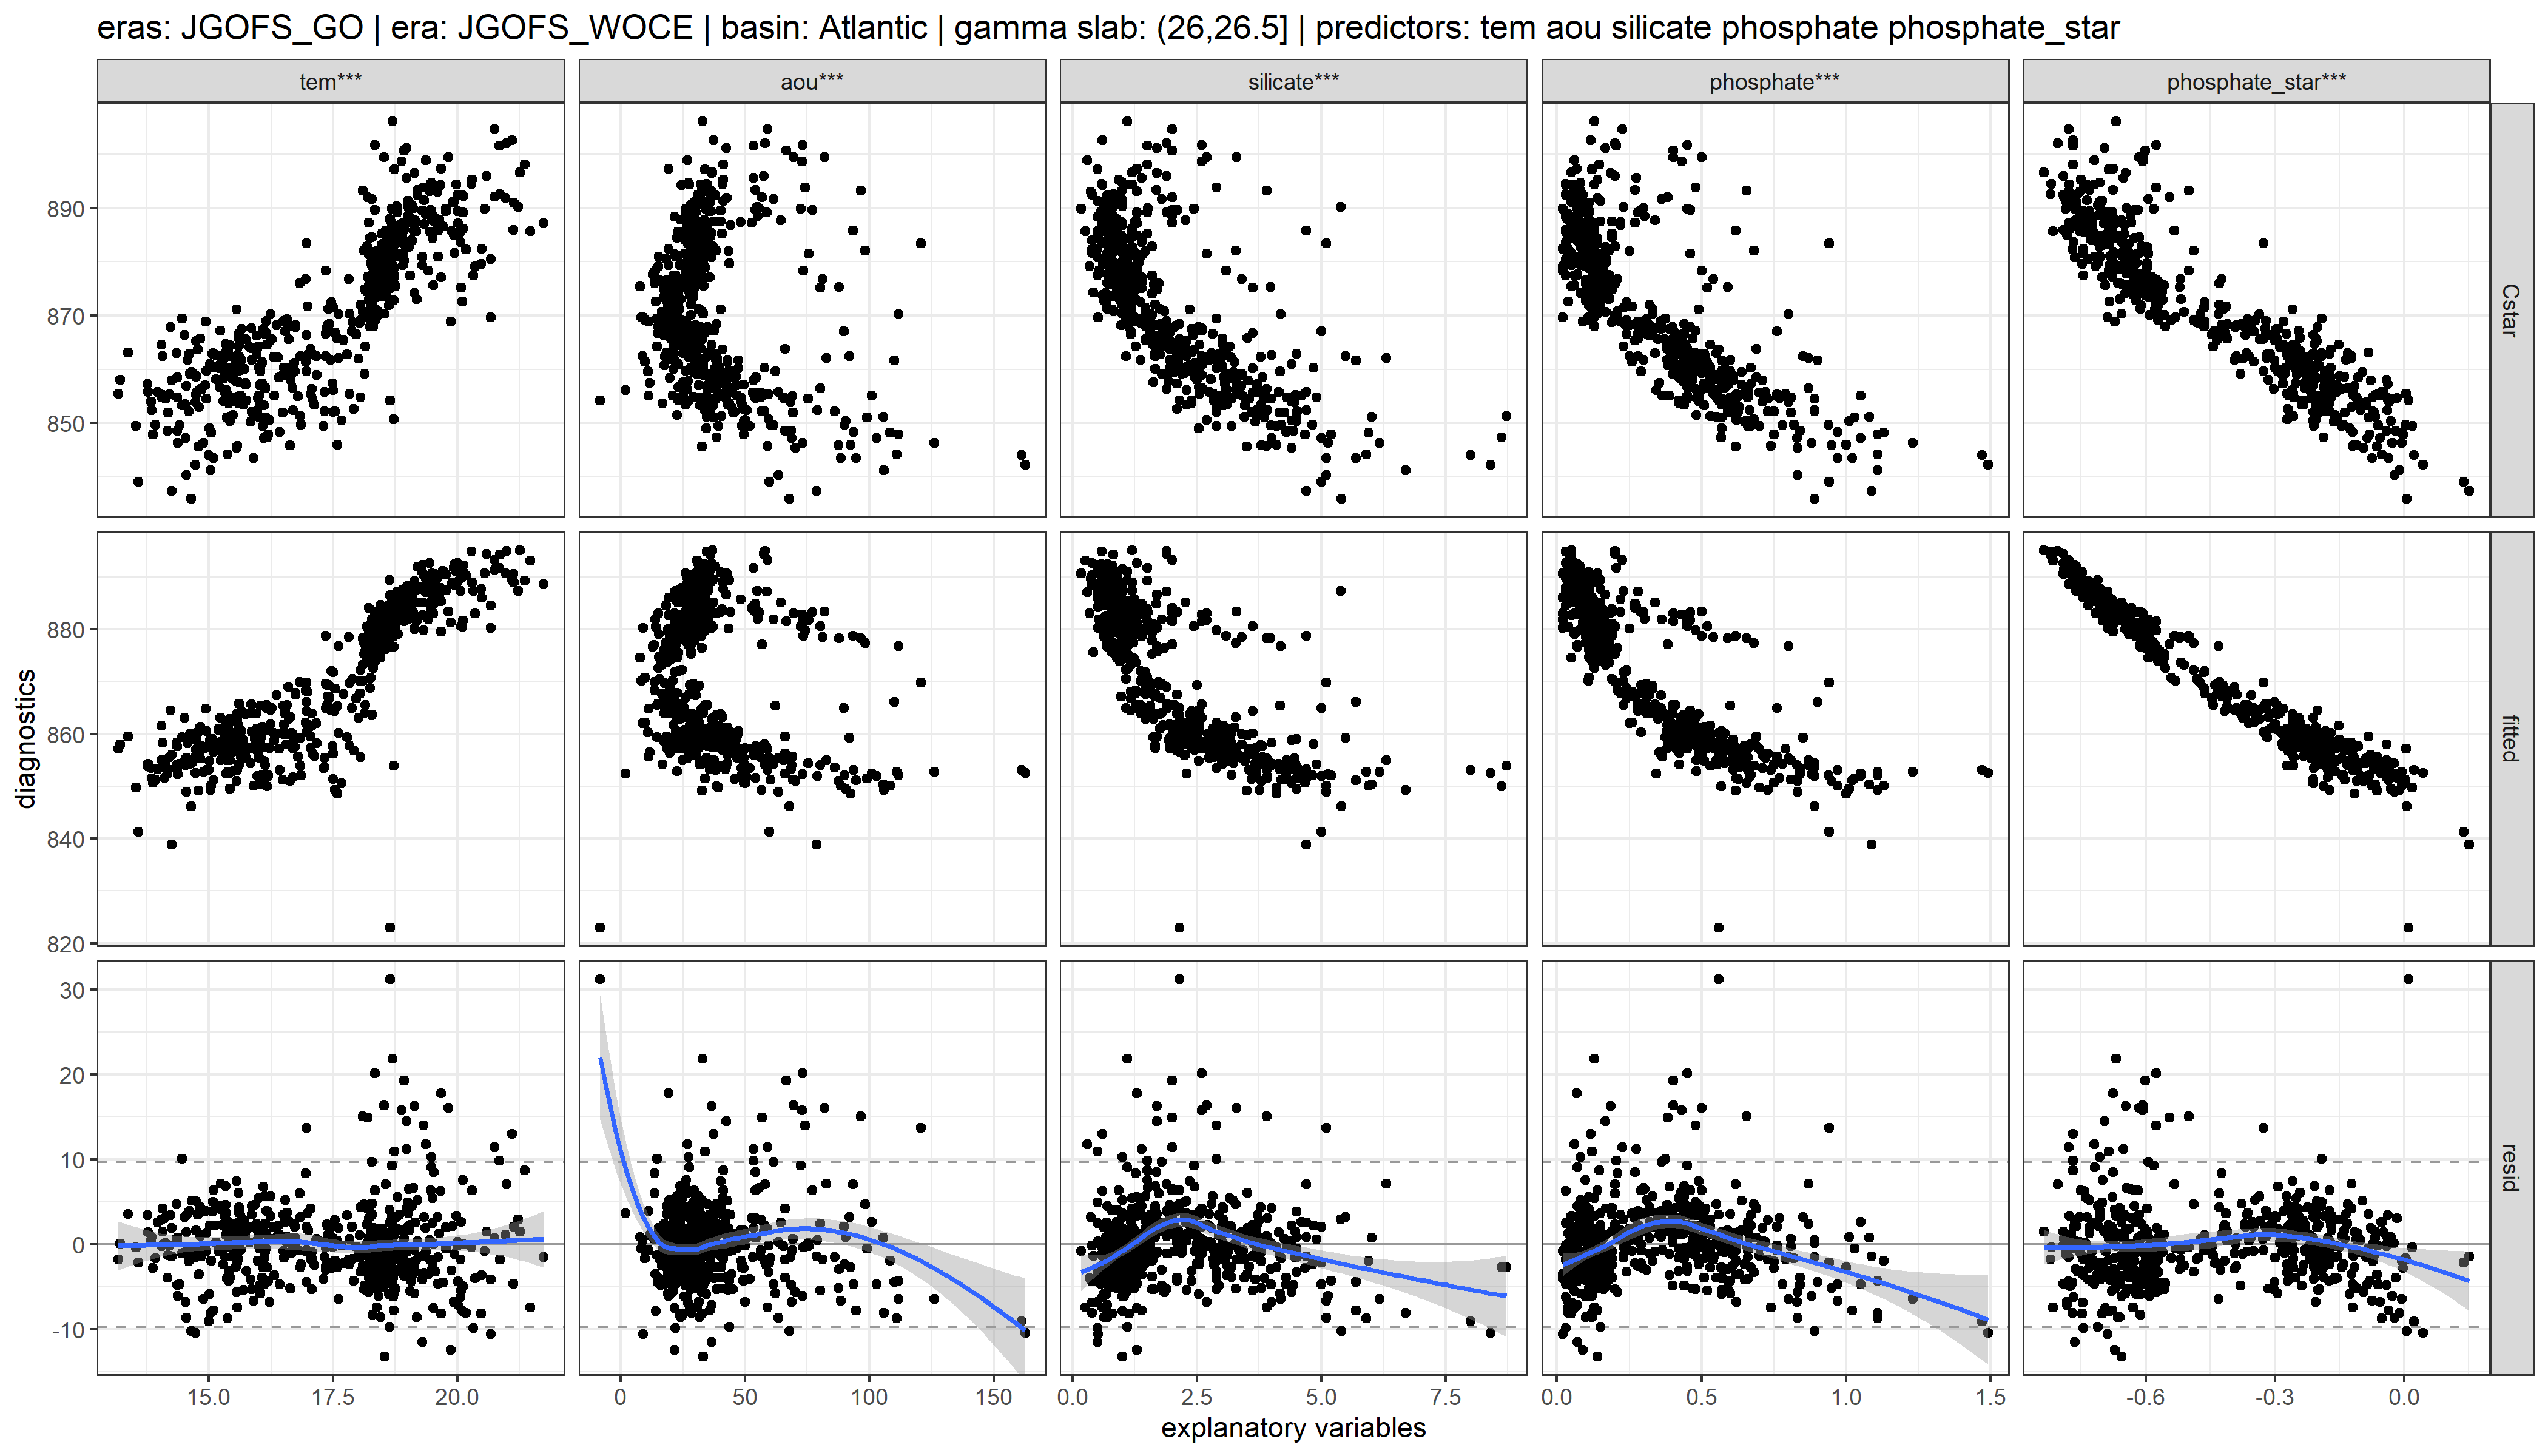 eras: JGOFS_GO | era: JGOFS_WOCE | basin: Atlantic | gamma slab: (26,26.5] | predictors: tem aou silicate phosphate phosphate_star
tem*** aou*** silicate*** phosphate*** phosphate_star***
890
870
850
Cstar
880
860
840
820
fitted
diagnostics
30
20
10
0
-10
resid
15.0 17.5 20.0 0 50 100 150 0.0 2.5 5.0 7.5 0.0 0.5 1.0 1.5 -0.6 -0.3 0.0
explanatory variables